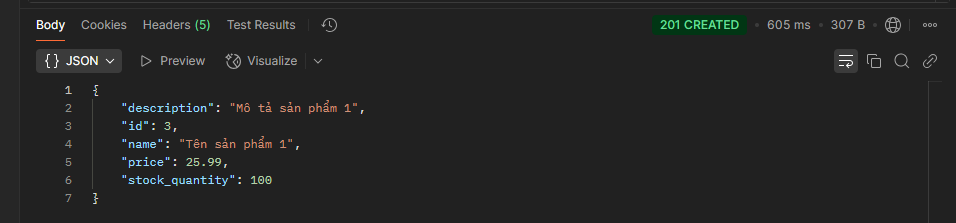 Body Cookies Headers (5) Test Results 201 CREATED • 605 ms • 307 B
{} JSON Preview Visualize
1 {
2 "description": "Mô tả sản phẩm 1",
3 "id": 3,
4 "name": "Tên sản phẩm 1",
5 "price": 25.99,
6 "stock_quantity": 100
7 }